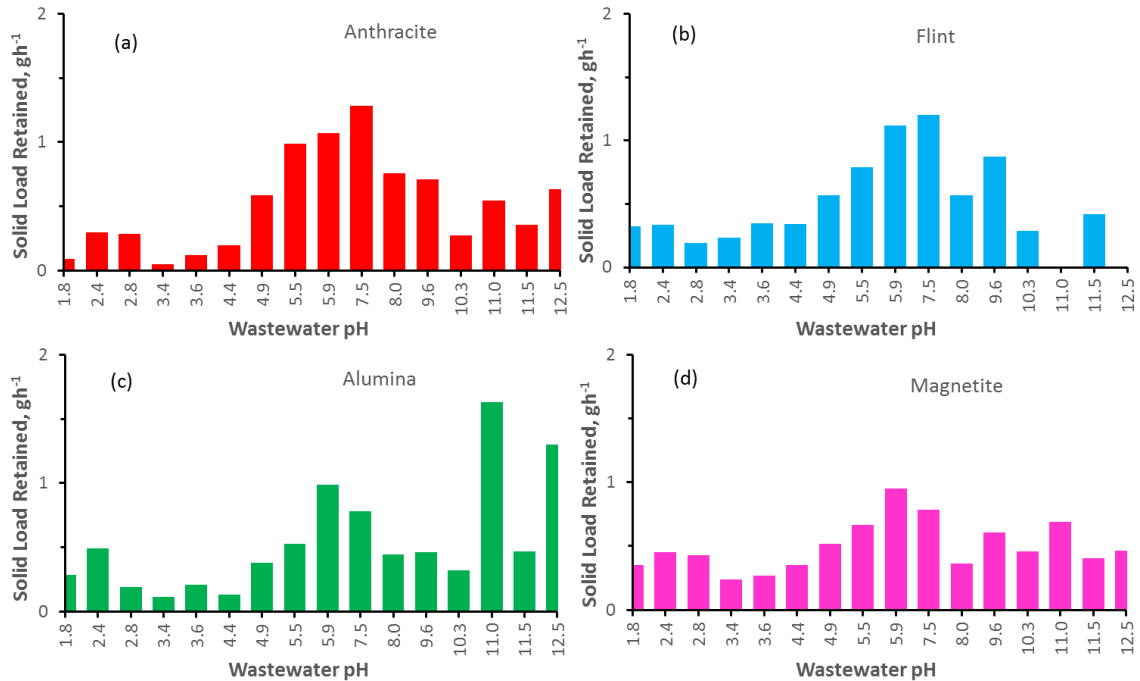 (a)
Anthracite
Solid Load Retained, gh⁻¹
2
1
0
1.8 2.4 2.8 3.4 3.6 4.4 4.9 5.5 5.9 7.5 8.0 9.6 10.3 11.0 11.5 12.5
Wastewater pH
(b)
Flint
Solid Load Retained, gh⁻¹
2
1
0
1.8 2.4 2.8 3.4 3.6 4.4 4.9 5.5 5.9 7.5 8.0 9.6 10.3 11.0 11.5 12.5
Wastewater pH
(c)
Alumina
Solid Load Retained, gh⁻¹
2
1
0
1.8 2.4 2.8 3.4 3.6 4.4 4.9 5.5 5.9 7.5 8.0 9.6 10.3 11.0 11.5 12.5
Wastewater pH
(d)
Magnetite
Solid Load Retained, gh⁻¹
2
1
0
1.8 2.4 2.8 3.4 3.6 4.4 4.9 5.5 5.9 7.5 8.0 9.6 10.3 11.0 11.5 12.5
Wastewater pH